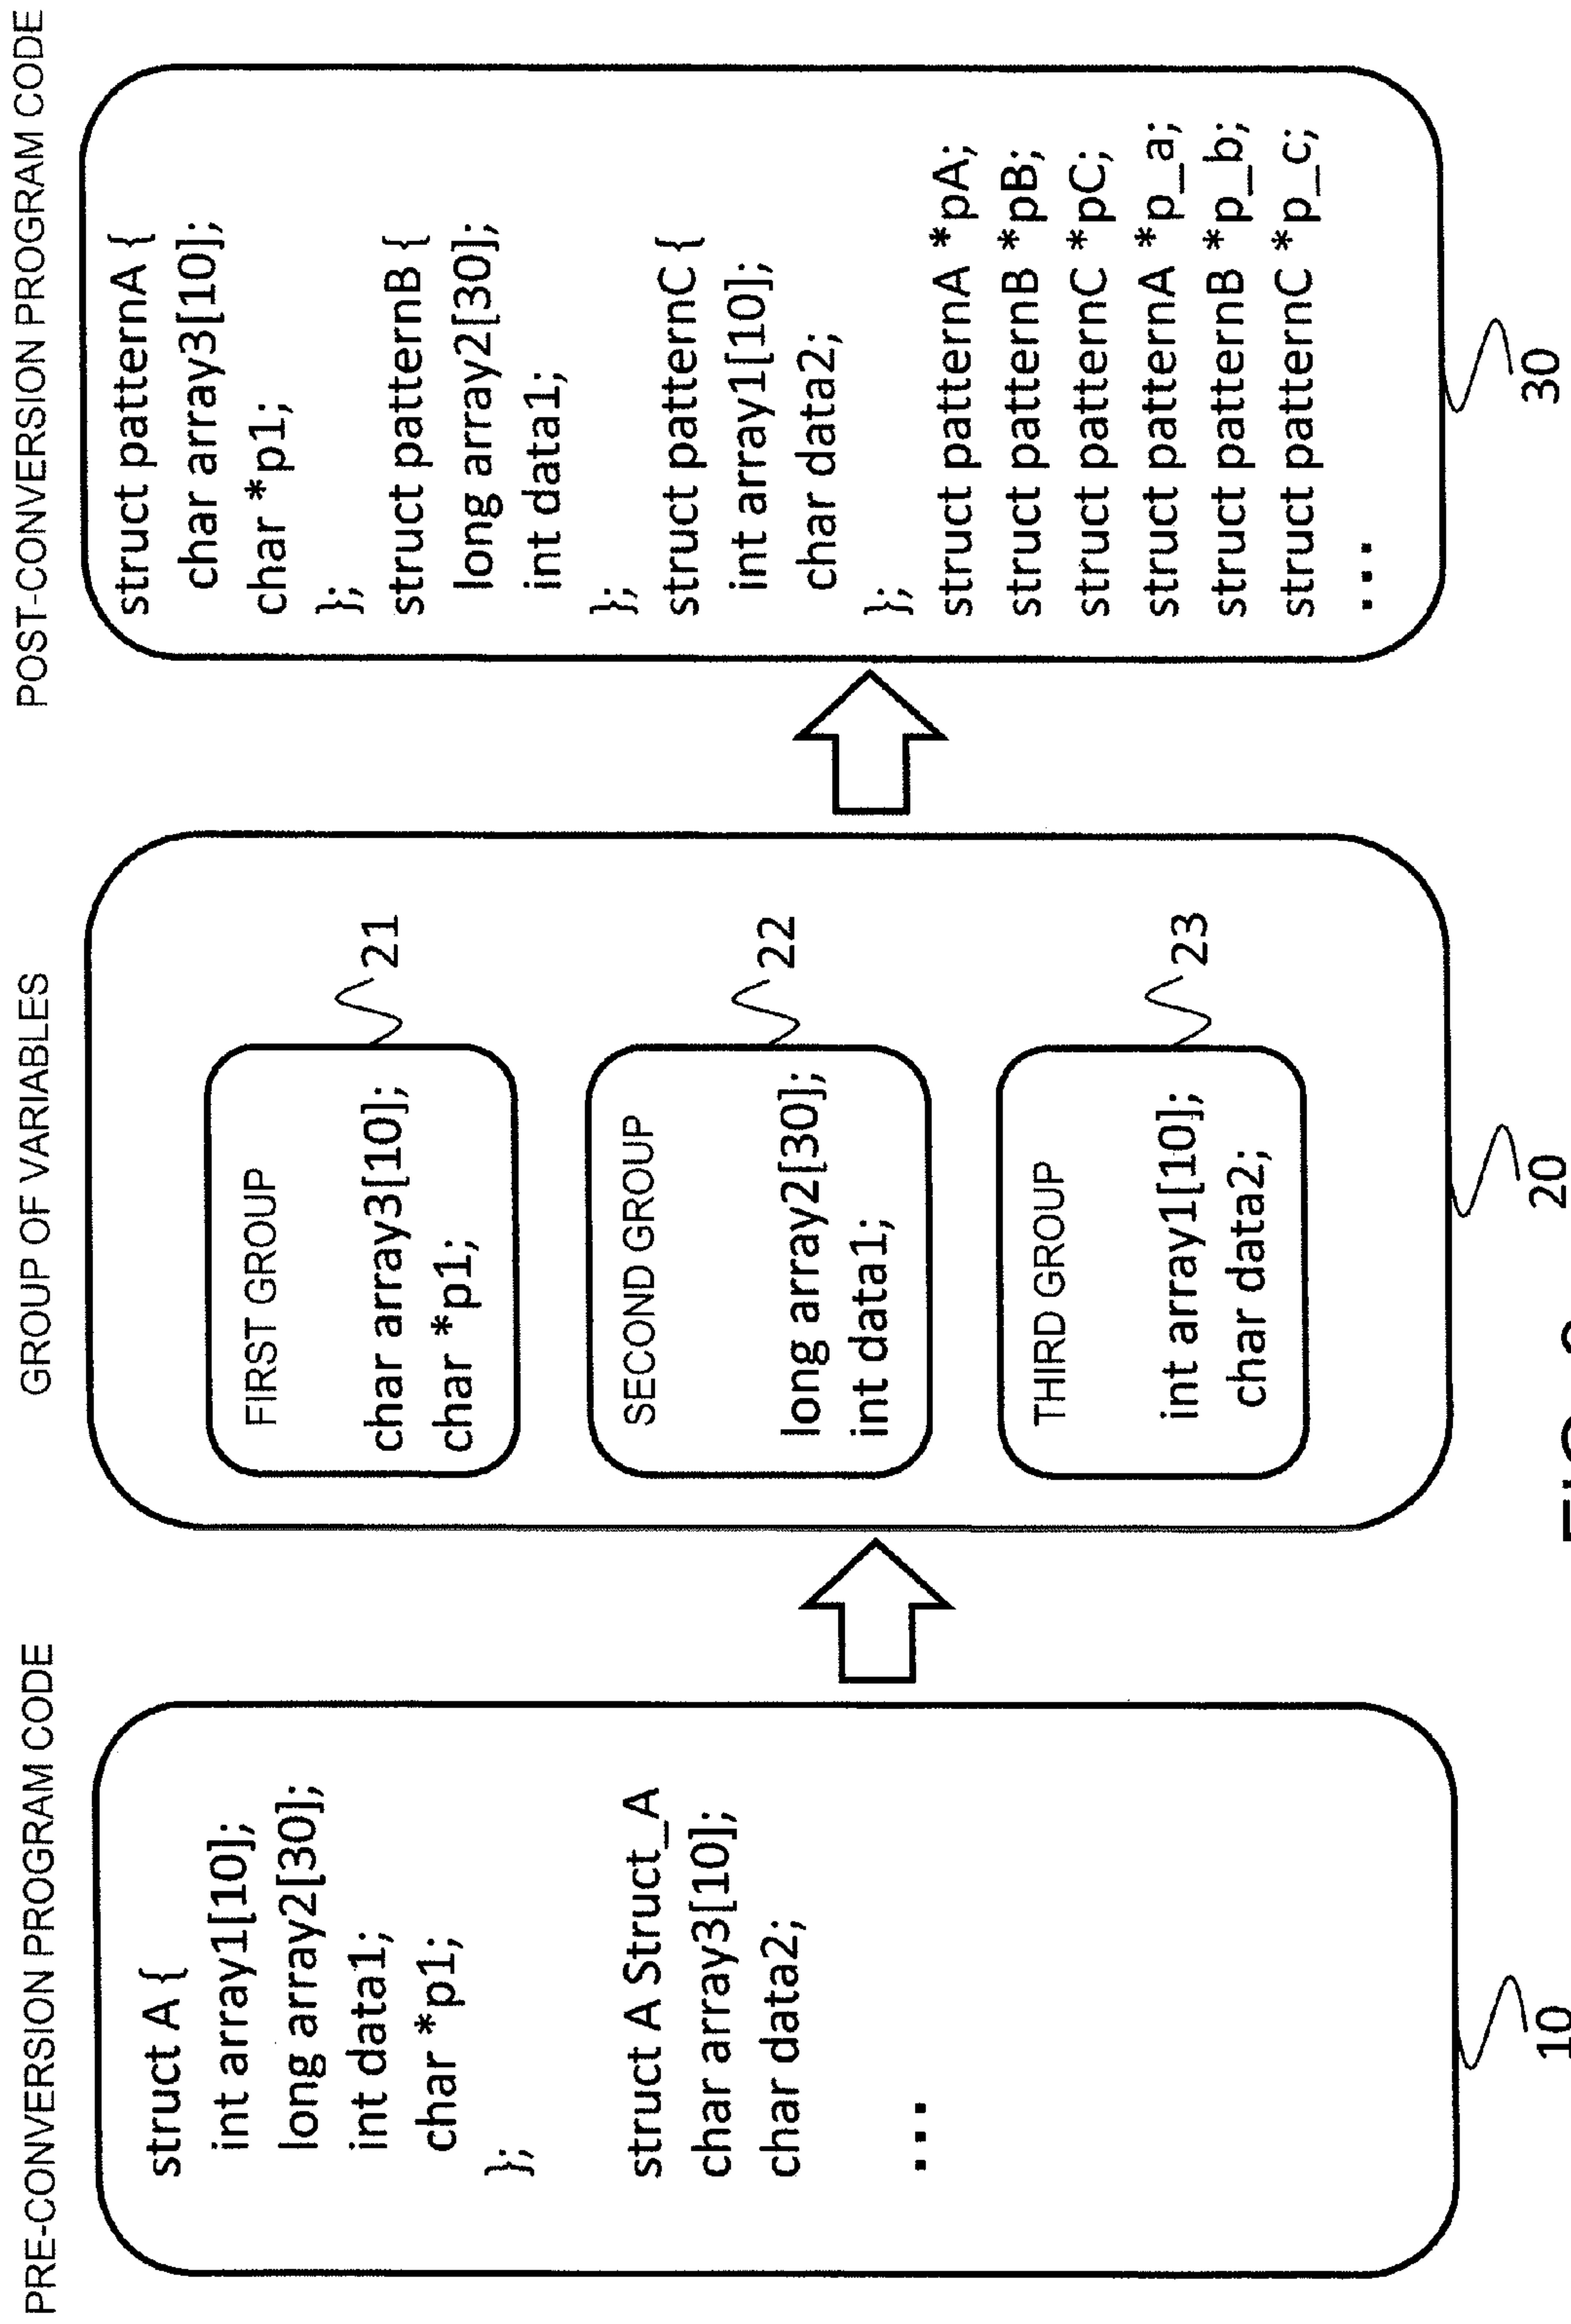 PRE-CONVERSION PROGRAM CODE
struct A {
int array1[10];
long array2[30];
int data1;
char *p1;
};
struct A Struct_A
char array3[10];
char data2;
...
10
GROUP OF VARIABLES
FIRST GROUP
char array3[10];
char *p1;
21
SECOND GROUP
long array2[30];
int data1;
22
THIRD GROUP
int array1[10];
char data2;
23
20
POST-CONVERSION PROGRAM CODE
struct patternA {
char array3[10];
char *p1;
};
struct patternB {
long array2[30];
int data1;
};
struct patternC {
int array1[10];
char data2;
};
struct patternA *pA;
struct patternB *pB;
struct patternC *pC;
struct patternA *p_a;
struct patternB *p_b;
struct patternC *p_c;
...
30